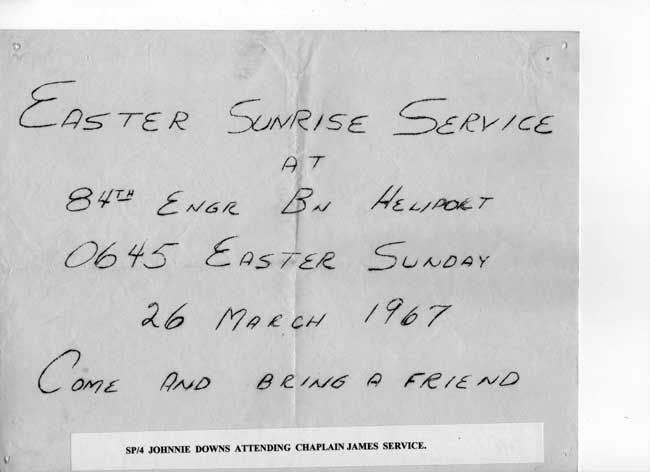 EASTER SUNRISE SERVICE
AT
84TH ENGR BN HELIPORT
0645 EASTER SUNDAY
26 MARCH 1967
COME AND BRING A FRIEND
SP/4 JOHNNIE DOWNS ATTENDING CHAPLAIN JAMES SERVICE.